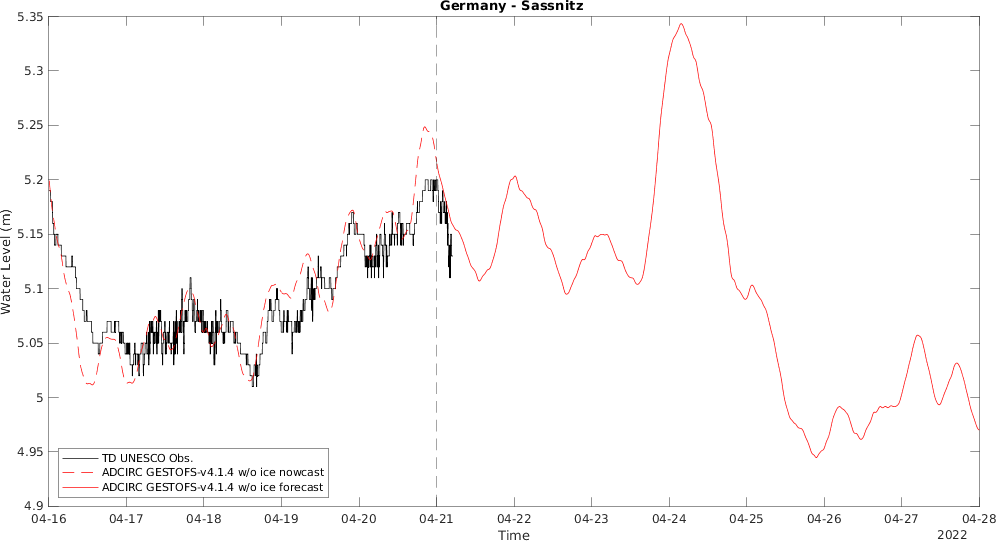 Germany - Sassnitz
5.35
5.3
5.25
5.2
5.15
5.1
5.05
5
4.95
4.9
Water Level (m)
TD UNESCO Obs.
ADCIRC GESTOFS-v4.1.4 w/o ice nowcast
ADCIRC GESTOFS-v4.1.4 w/o ice forecast
04-16 04-17 04-18 04-19 04-20 04-21 04-22 04-23 04-24 04-25 04-26 04-27 04-28
Time
2022